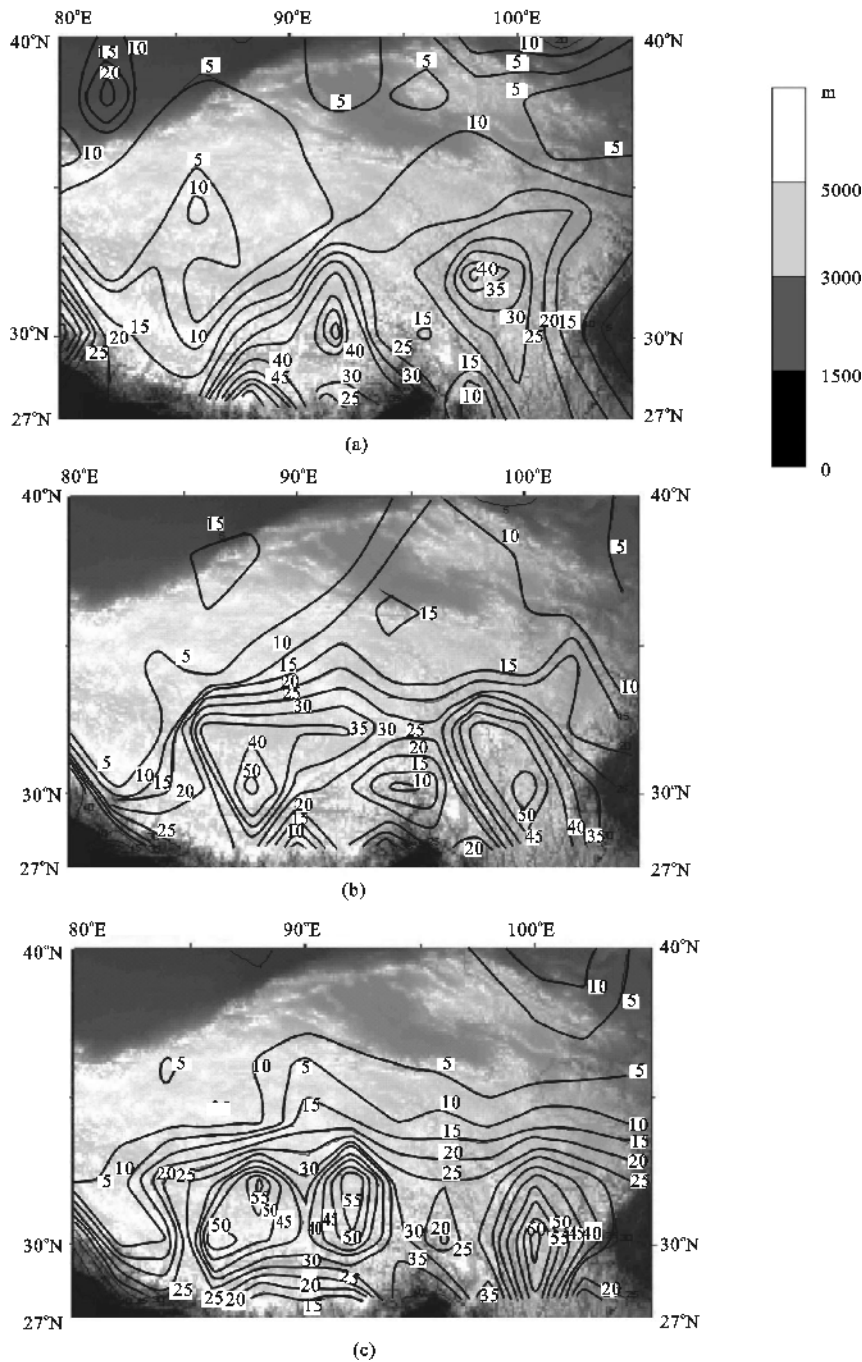 80°E 90°E 100°E
40°N 40°N
15 10 5 5 5 10 5
20
5 5 5
m
10 10 5
5
10
5000
3000
40
35
30°N 15 20 25 10 40 40 25 30 15 15 10 30 25 20 15 30°N
45 30
25
1500
27°N 27°N
0
(a)
80°E 90°E 100°E
40°N 40°N
15 10 5
15
5 10
15 15 10
20
25
30
35 30 25
40 20
50 15
5 10 15 20 10
30°N 30°N
20 50 40
25 15 45 35
10 20
27°N 27°N
(b)
80°E 90°E 100°E
40°N 40°N
10
5
5 10 5 5 5
15 10 10
15 15
20 20
5 10 20 25 30 25 25
55 55
50 45 40 45 20 50
50 50 30 25 55 45 40
30°N 30°N
30 35
25 25 20 20 25 35 20
15
27°N 27°N
(c)